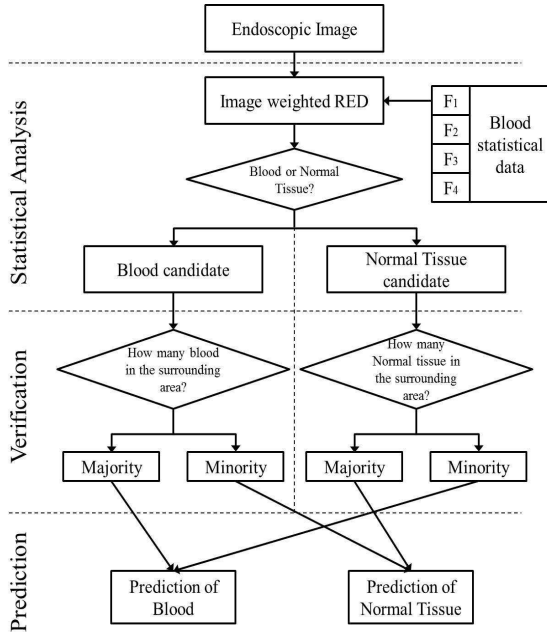 Endoscopic Image
Statistical Analysis
Image weighted RED
F1
F2
F3
F4
Blood
statistical
data
Blood or Normal
Tissue?
Blood candidate
Normal Tissue
candidate
Verification
How many blood
in the surrounding
area?
How many
Normal tissue in
the surrounding
area?
Majority
Minority
Majority
Minority
Prediction
Prediction of
Blood
Prediction of
Normal Tissue